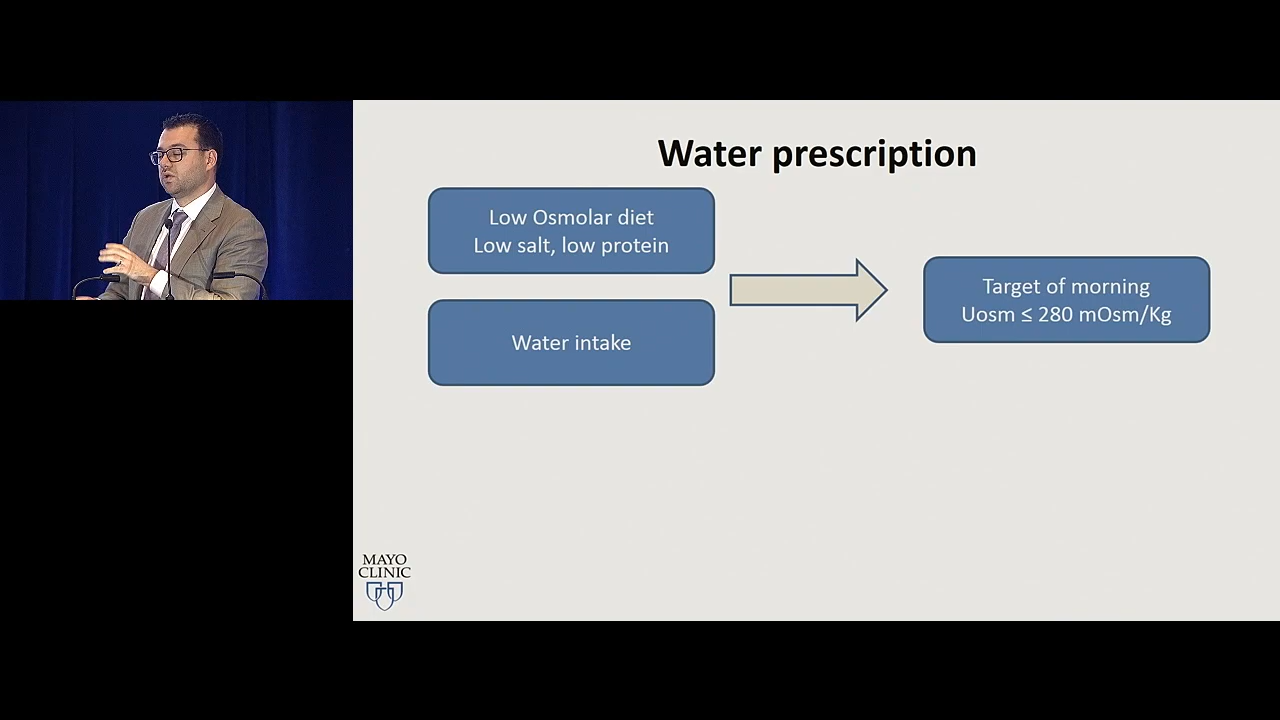 Water prescription
Low Osmolar diet
Low salt, low protein
Water intake
Target of morning
Uosm ≤ 280 mOsm/Kg
MAYO
CLINIC